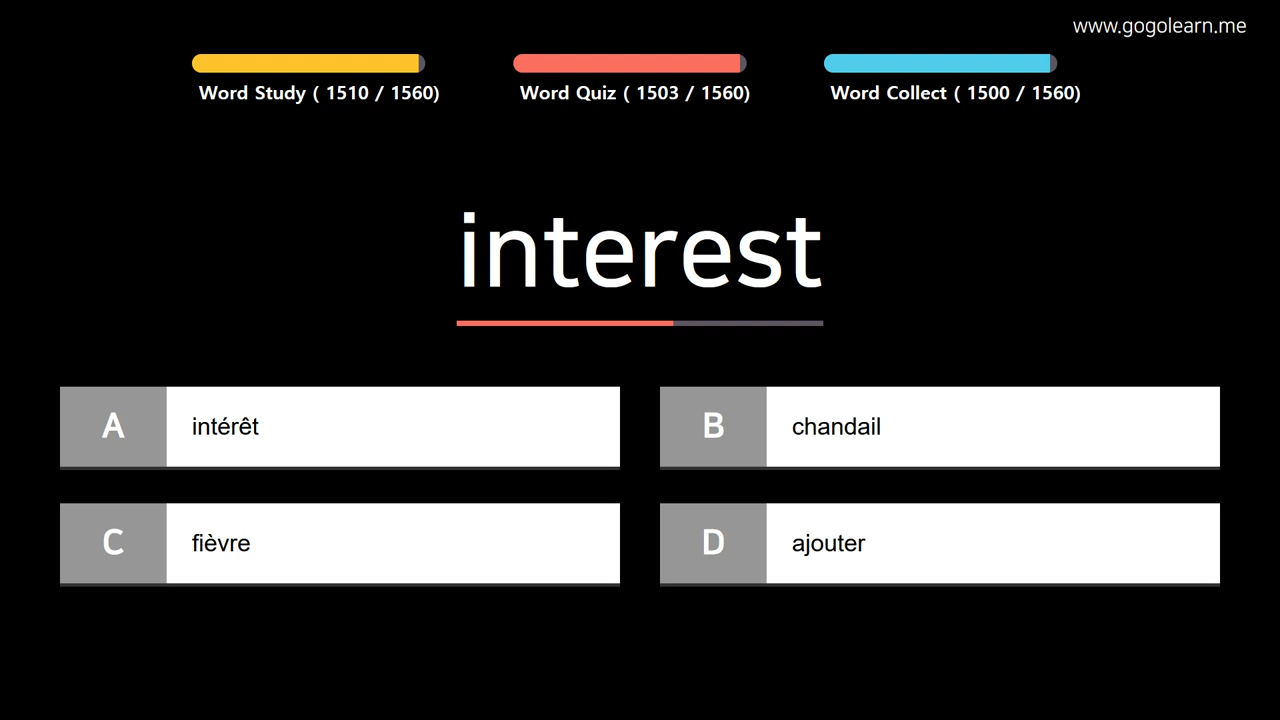 www.gogolearn.me
Word Study ( 1510 / 1560)
Word Quiz ( 1503 / 1560)
Word Collect ( 1500 / 1560)
interest
A intérêt
B chandail
C fièvre
D ajouter